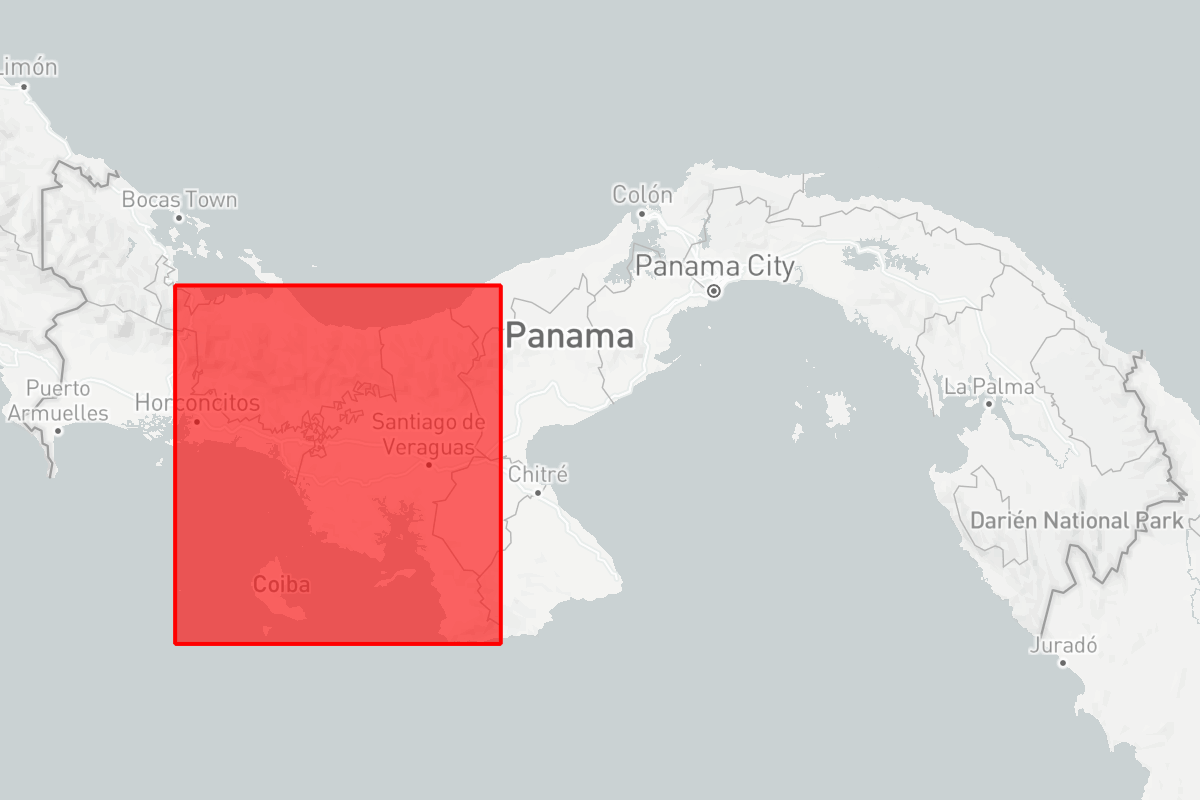 Limón
Bocas Town
Colón
Panama City
Panama
Puerto
Armuelles
Horconcitos
Santiago de
Veraguas
La Palma
Chitré
Darién National Park
Coiba
Juradó